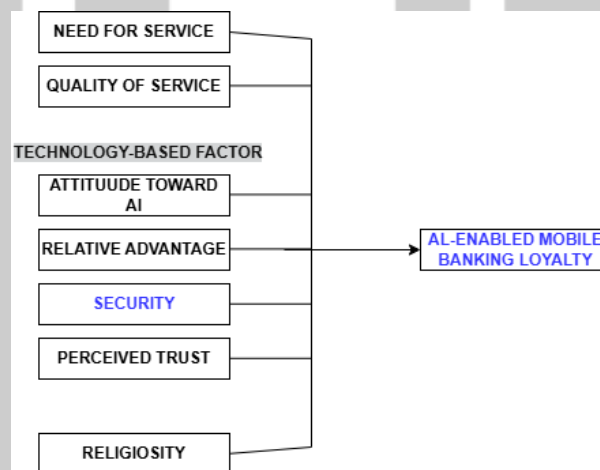 NEED FOR SERVICE
QUALITY OF SERVICE
TECHNOLOGY-BASED FACTOR
ATTITUUDE TOWARD
AI
RELATIVE ADVANTAGE
SECURITY
PERCEIVED TRUST
RELIGIOSITY
AL-ENABLED MOBILE
BANKING LOYALTY